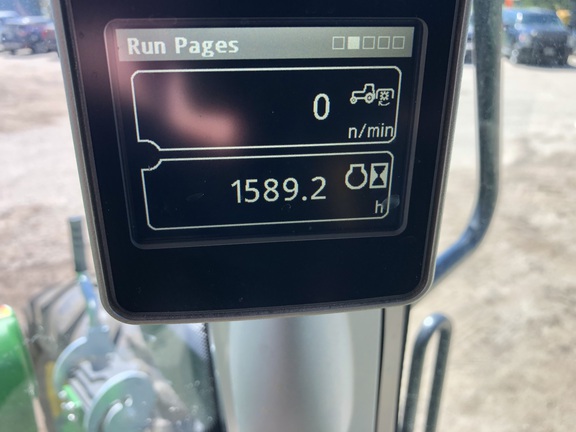 Run Pages
0
n/min
1589.2
h